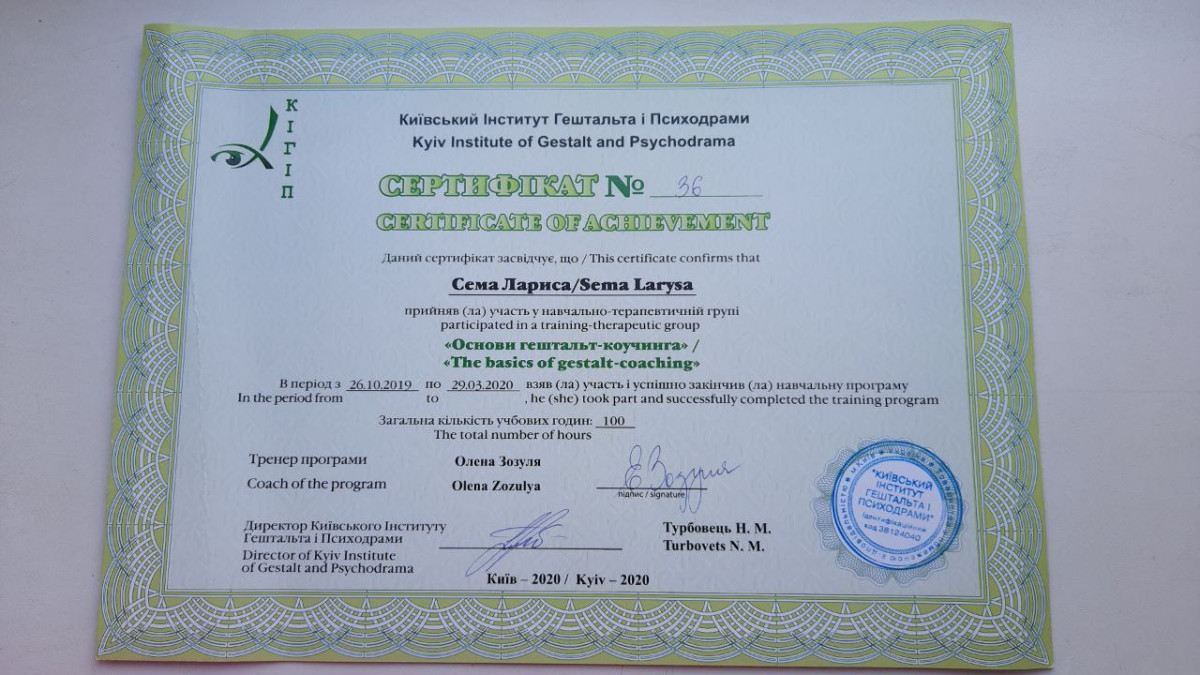 КІГІП
Київський Інститут Гештальта і Психодрами
Kyiv Institute of Gestalt and Psychodrama
СЕРТИФІКАТ № 36
CERTIFICATE OF ACHIEVEMENT
Даний сертифікат засвідчує, що / This certificate confirms that
Сема Лариса/Sema Larysa
прийняв (ла) участь у навчально-терапевтичній групі
participated in a training-therapeutic group
«Основи гештальт-коучинга» /
«The basics of gestalt-coaching»
В період з 26.10.2019 по 29.03.2020 взяв (ла) участь і успішно закінчив (ла) навчальну програму
In the period from to , he (she) took part and successfully completed the training program
Загальна кількість учбових годин: 100
The total number of hours
Тренер програми Олена Зозуля
Coach of the program Olena Zozulya
Е Зозуля
підпис / signature
Директор Київського Інституту
Гештальта і Психодрами
Director of Kyiv Institute
of Gestalt and Psychodrama
Турбовець Н. М.
Turbovets N. M.
Київ – 2020 / Kyiv – 2020
"КИЇВСЬКИЙ
ІНСТИТУТ
ГЕШТАЛЬТА І
ПСИХОДРАМИ"
Ідентифікаційний
код 38124040